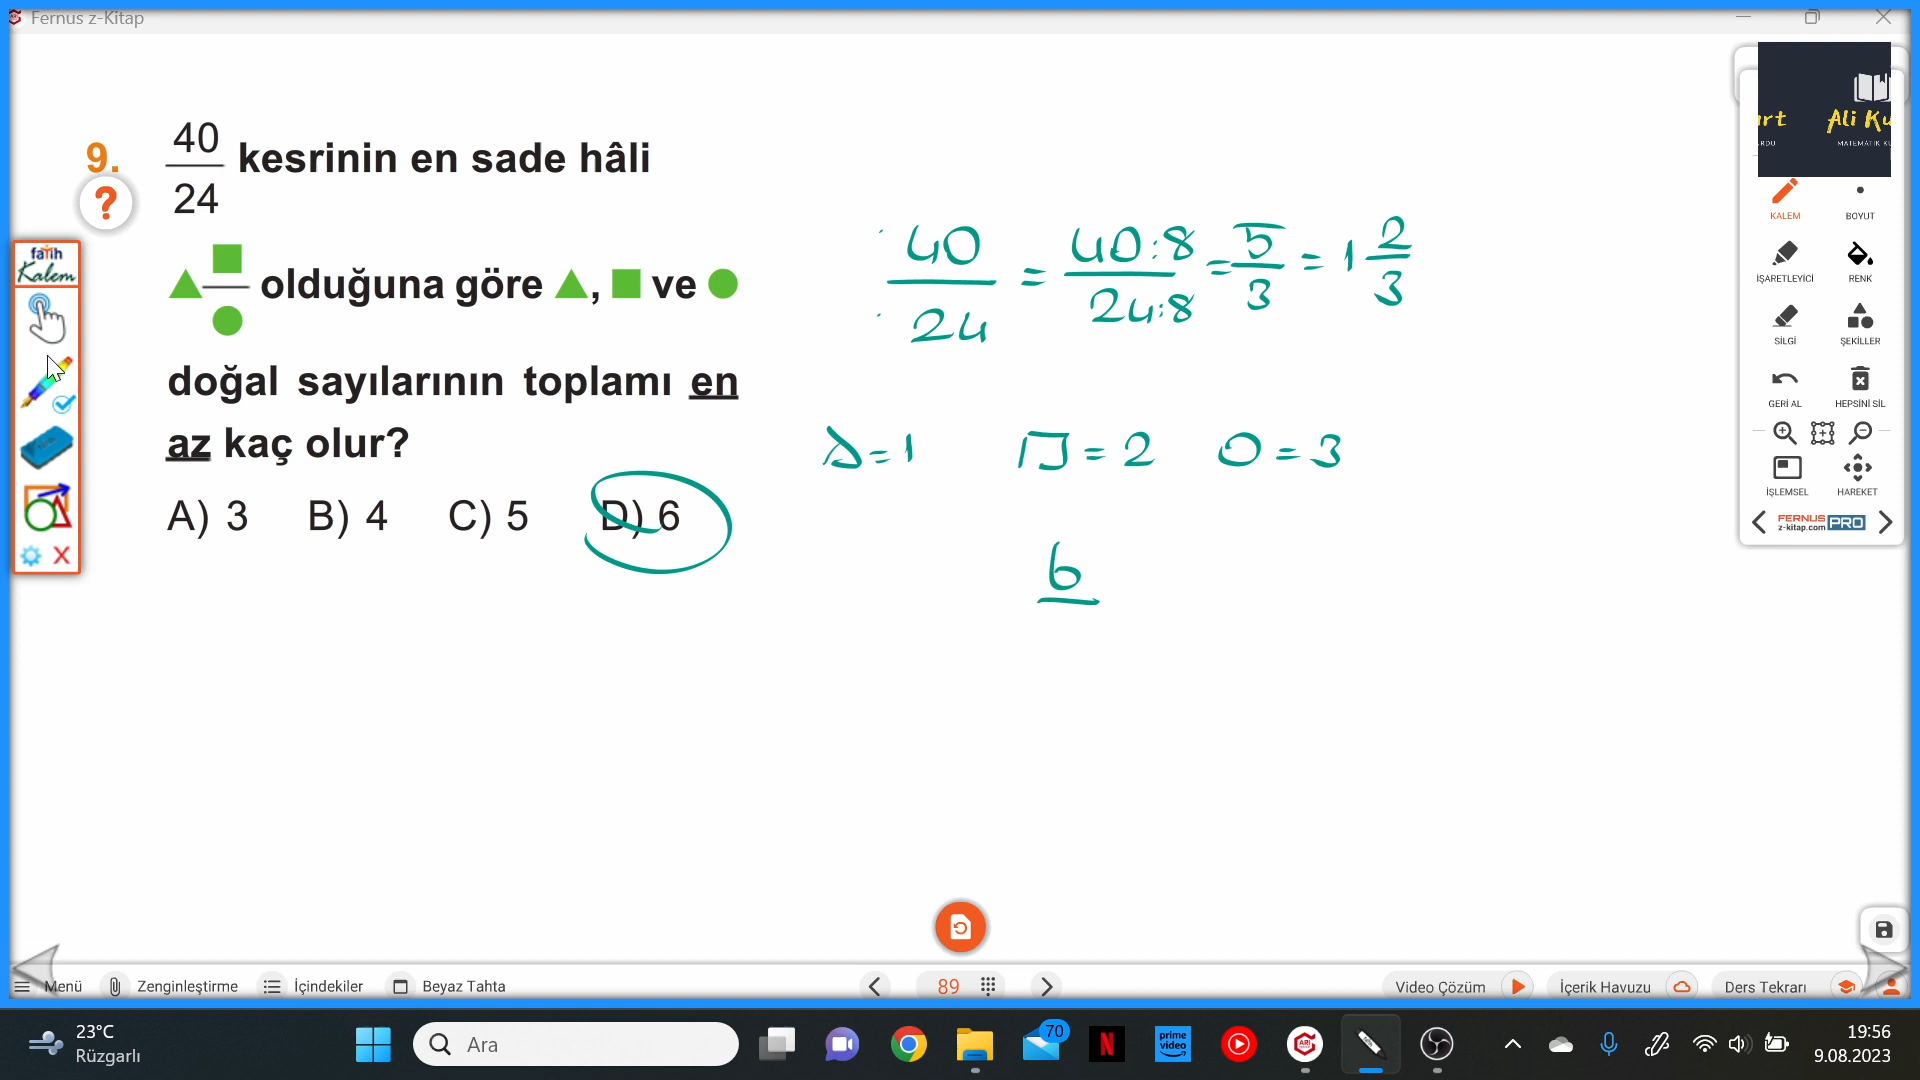 Fernus z-Kitap
9. 40/24 kesrinin en sade hâli
?
▲■/● olduğuna göre ▲, ■ ve ●
doğal sayılarının toplamı en
az kaç olur?
A) 3 B) 4 C) 5 D) 6
40/24 = 40:8/24:8 = 5/3 = 1 2/3
△=1 □=2 O=3
6
fatih
Kalem
X
Ali Ku
KALEM BOYUT
İŞARETLEYİCİ RENK
SİLGİ ŞEKİLLER
GERİ AL HEPSİNİ SİL
İŞLEMSEL HAREKET
FERNUS PRO
z-kitap.com
Menü Zenginleştirme İçindekiler Beyaz Tahta 89 Video Çözüm İçerik Havuzu Ders Tekrarı
23°C
Rüzgarlı
Ara
70
N
prime video
ARI
19:56
9.08.2023